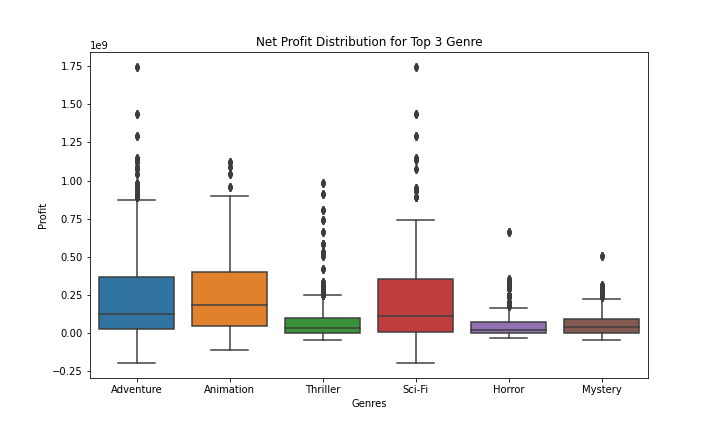 Net Profit Distribution for Top 3 Genre
1e9
1.75
1.50
1.25
1.00
0.75
0.50
0.25
0.00
−0.25
Profit
Adventure Animation Thriller Sci-Fi Horror Mystery
Genres